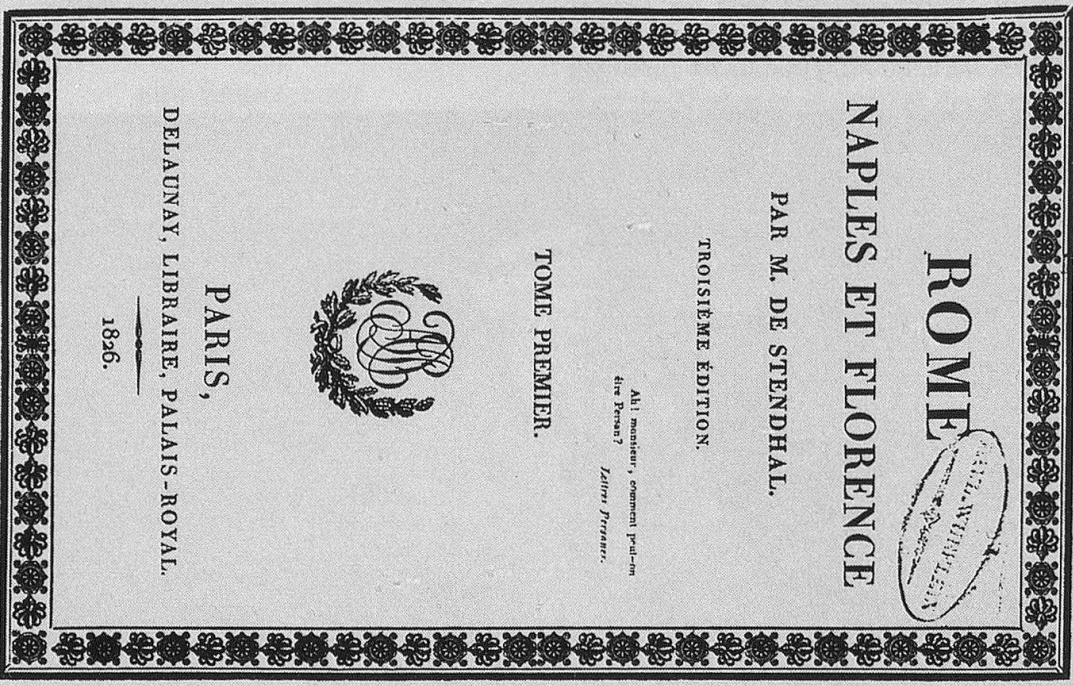 ROME
NAPLES ET FLORENCE
PAR M. DE STENDHAL.
TROISIÈME ÉDITION.
Ah! monsieur, comment peut-on
être Persan?
Lettres Persanes.
TOME PREMIER.
PARIS,
DELAUNAY, LIBRAIRE, PALAIS-ROYAL.
1826.